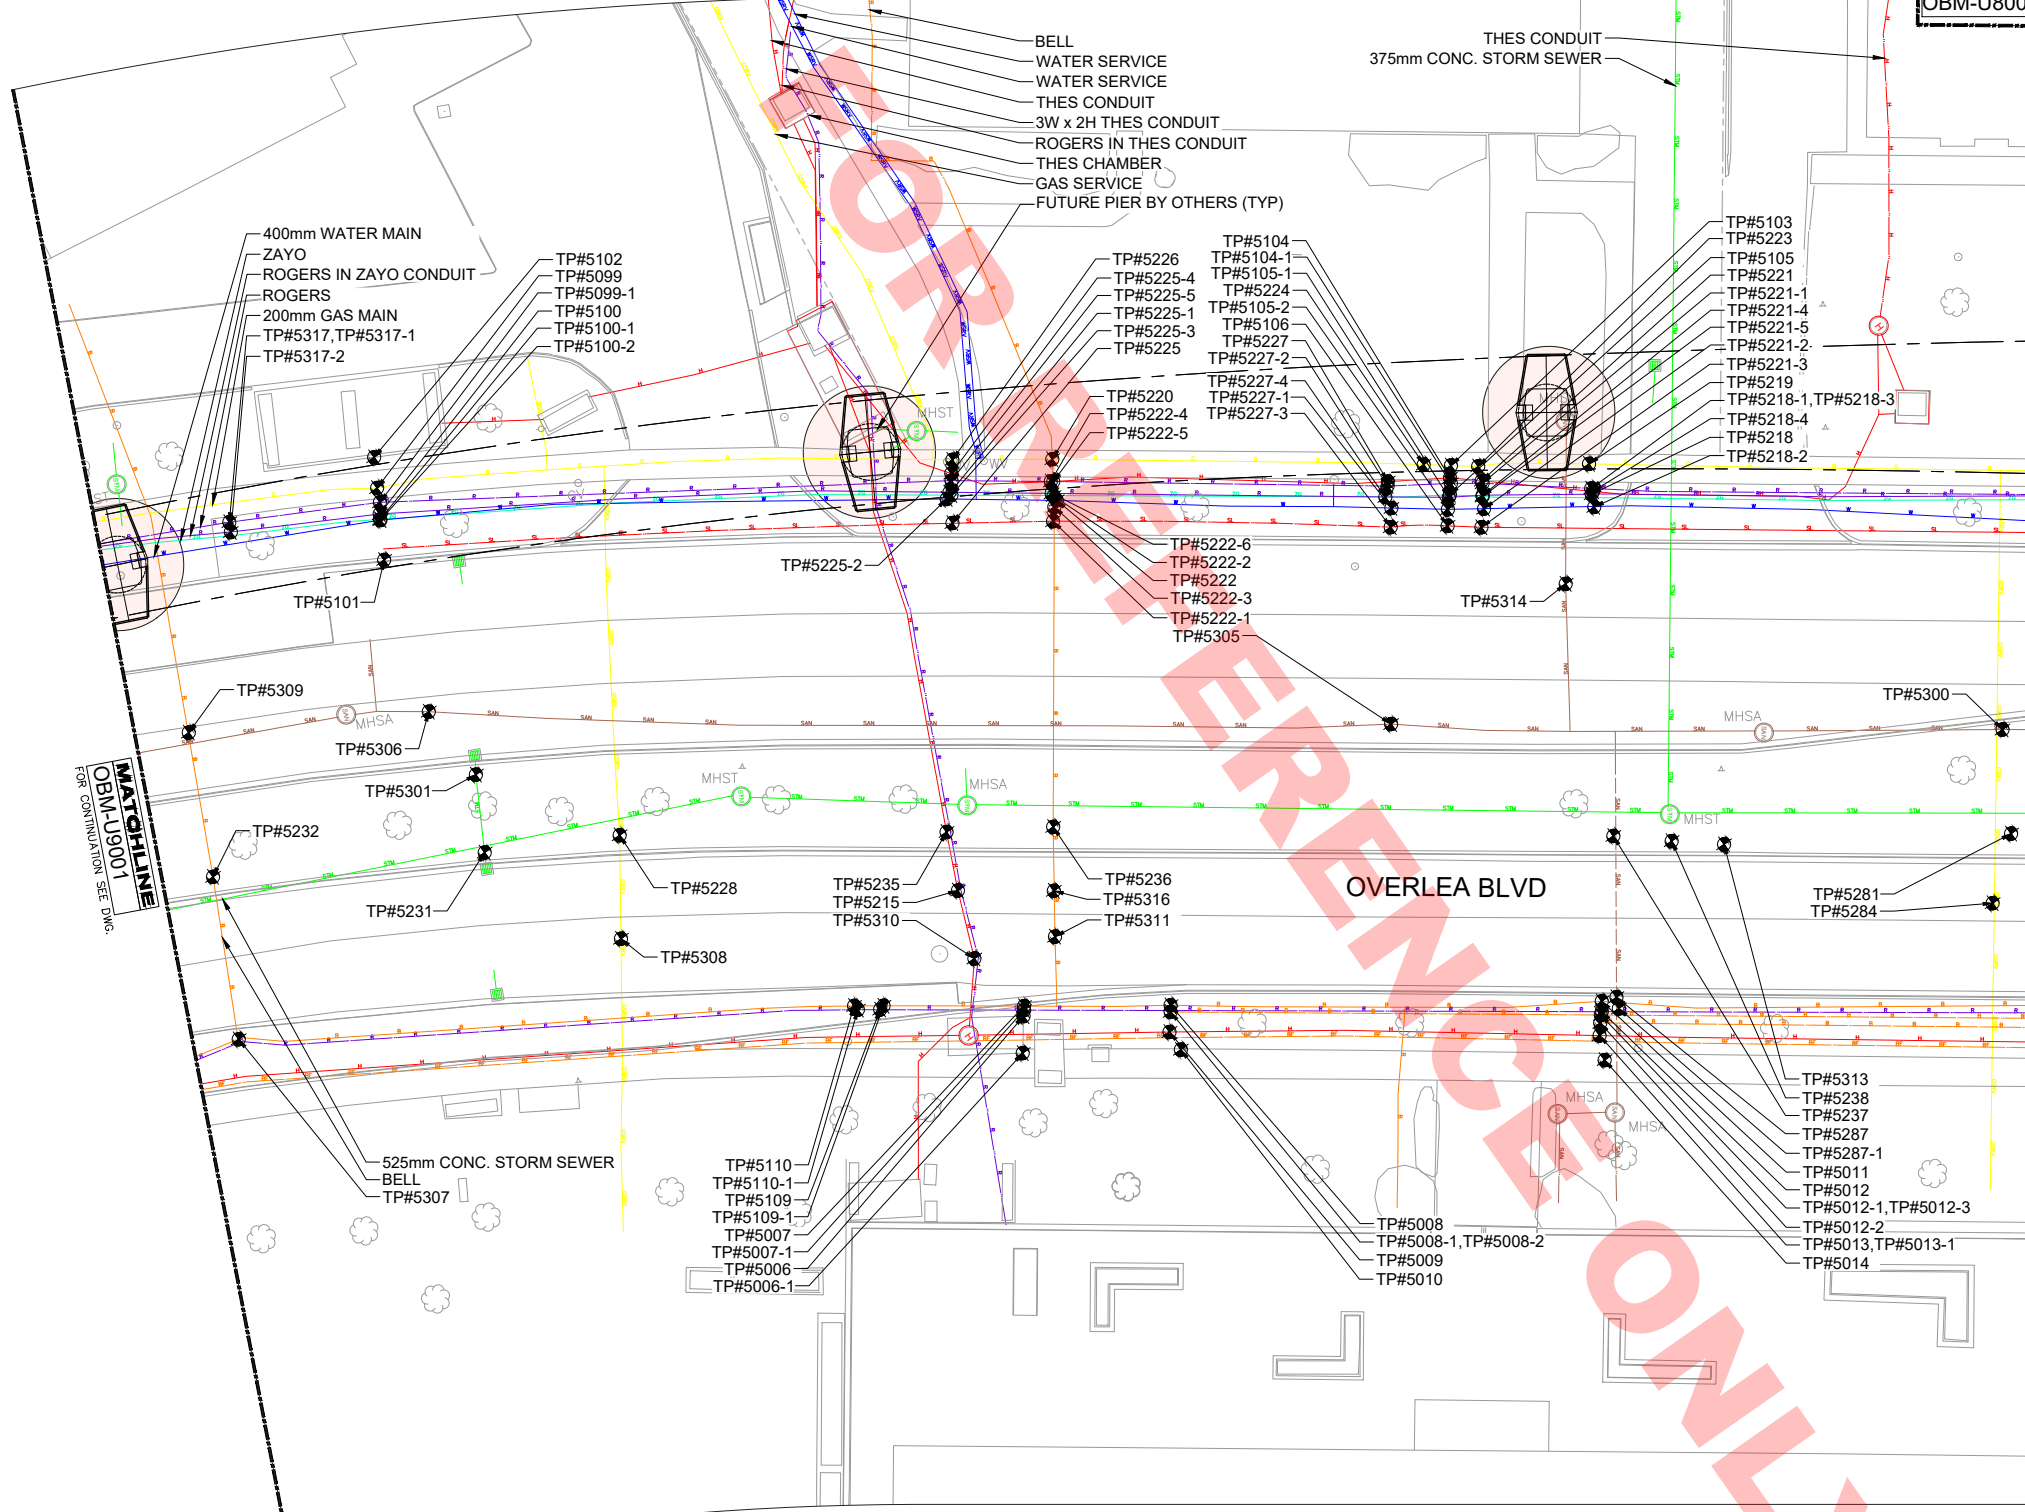 OBM-U800
BELL
WATER SERVICE
WATER SERVICE
THES CONDUIT
3W x 2H THES CONDUIT
ROGERS IN THES CONDUIT
THES CHAMBER
GAS SERVICE
FUTURE PIER BY OTHERS (TYP)
THES CONDUIT
375mm CONC. STORM SEWER
400mm WATER MAIN
ZAYO
ROGERS IN ZAYO CONDUIT
ROGERS
200mm GAS MAIN
TP#5317,TP#5317-1
TP#5317-2
TP#5102
TP#5099
TP#5099-1
TP#5100
TP#5100-1
TP#5100-2
TP#5226
TP#5225-4
TP#5225-5
TP#5225-1
TP#5225-3
TP#5225
TP#5220
TP#5222-4
TP#5222-5
TP#5104
TP#5104-1
TP#5105-1
TP#5224
TP#5105-2
TP#5106
TP#5227
TP#5227-2
TP#5227-4
TP#5227-1
TP#5227-3
TP#5103
TP#5223
TP#5105
TP#5221
TP#5221-1
TP#5221-4
TP#5221-5
TP#5221-2
TP#5221-3
TP#5219
TP#5218-1,TP#5218-3
TP#5218-4
TP#5218
TP#5218-2
MHST
WV
TP#5101
TP#5225-2
TP#5222-6
TP#5222-2
TP#5222
TP#5222-3
TP#5222-1
TP#5305
TP#5314
TP#5309
MHSA
TP#5306
TP#5301
MHST
MHSA
MHSA
TP#5300
MHST
MATCHLINE
OBM-U9001
FOR CONTINUATION SEE DWG.
TP#5232
TP#5231
TP#5228
TP#5308
TP#5235
TP#5215
TP#5310
TP#5236
TP#5316
TP#5311
OVERLEA BLVD
TP#5281
TP#5284
525mm CONC. STORM SEWER
BELL
TP#5307
TP#5110
TP#5110-1
TP#5109
TP#5109-1
TP#5007
TP#5007-1
TP#5006
TP#5006-1
TP#5008
TP#5008-1,TP#5008-2
TP#5009
TP#5010
MHSA
MHSA
TP#5313
TP#5238
TP#5237
TP#5287
TP#5287-1
TP#5011
TP#5012
TP#5012-1,TP#5012-3
TP#5012-2
TP#5013,TP#5013-1
TP#5014
FOR REFERENCE ONLY